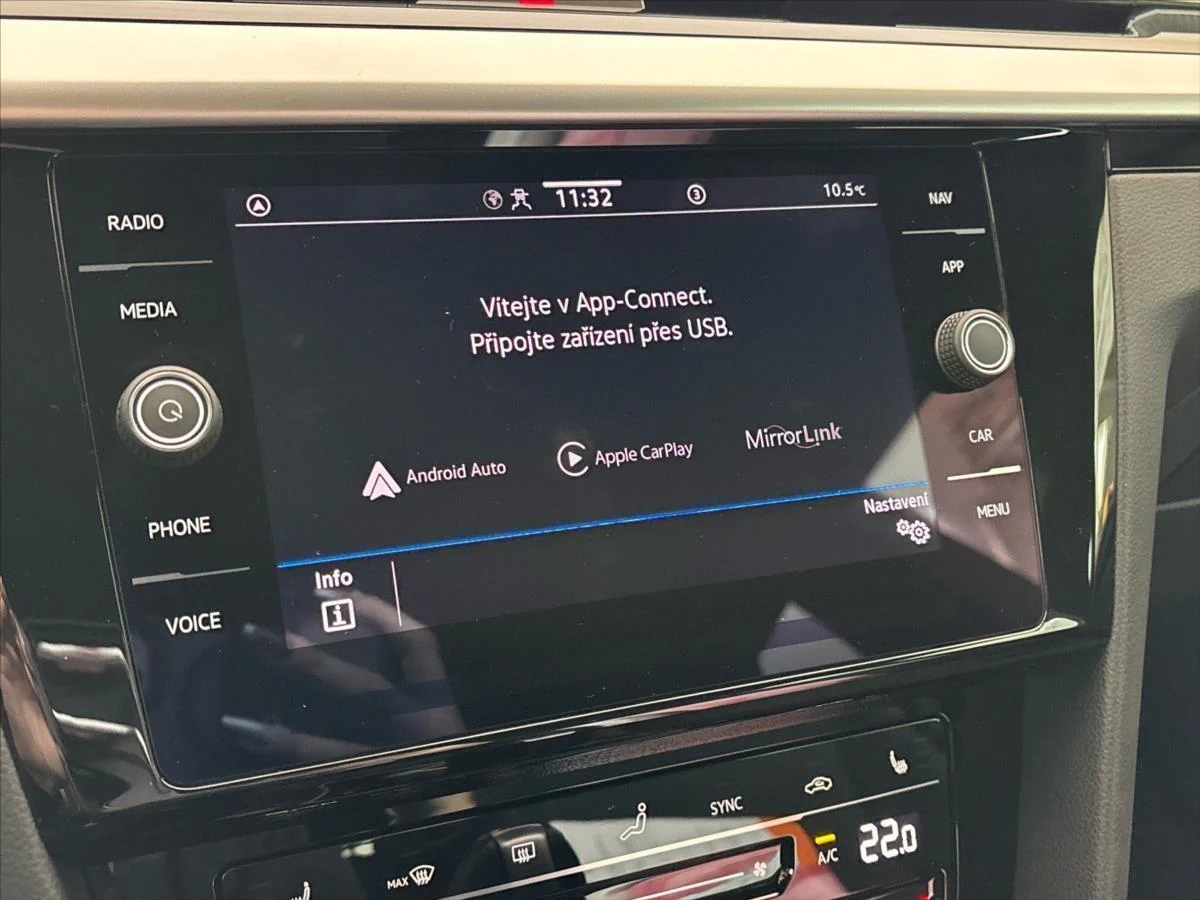 11:32
3
10.5°C
RADIO
NAV
MEDIA
APP
Vítejte v App-Connect.
Připojte zařízení přes USB.
Android Auto
Apple CarPlay
MirrorLink
CAR
PHONE
Nastavení
MENU
Info
i
VOICE
SYNC
MAX
A/C
22.0